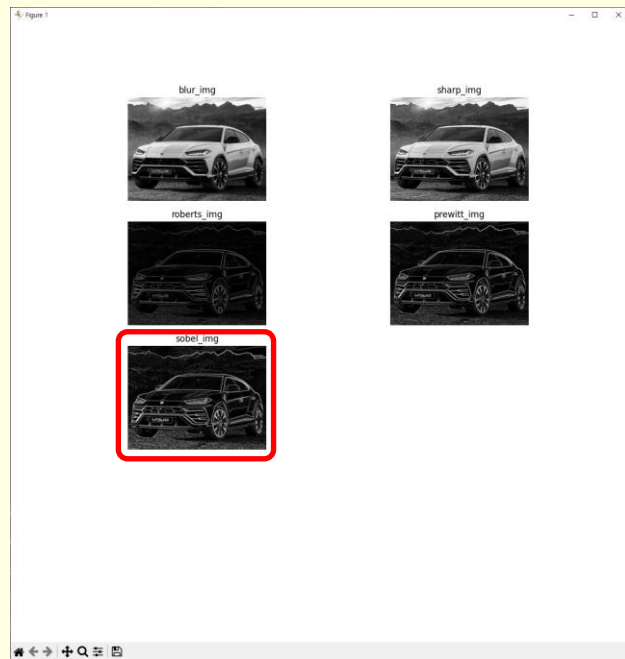 Figure 1
blur_img
sharp_img
roberts_img
prewitt_img
sobel_img